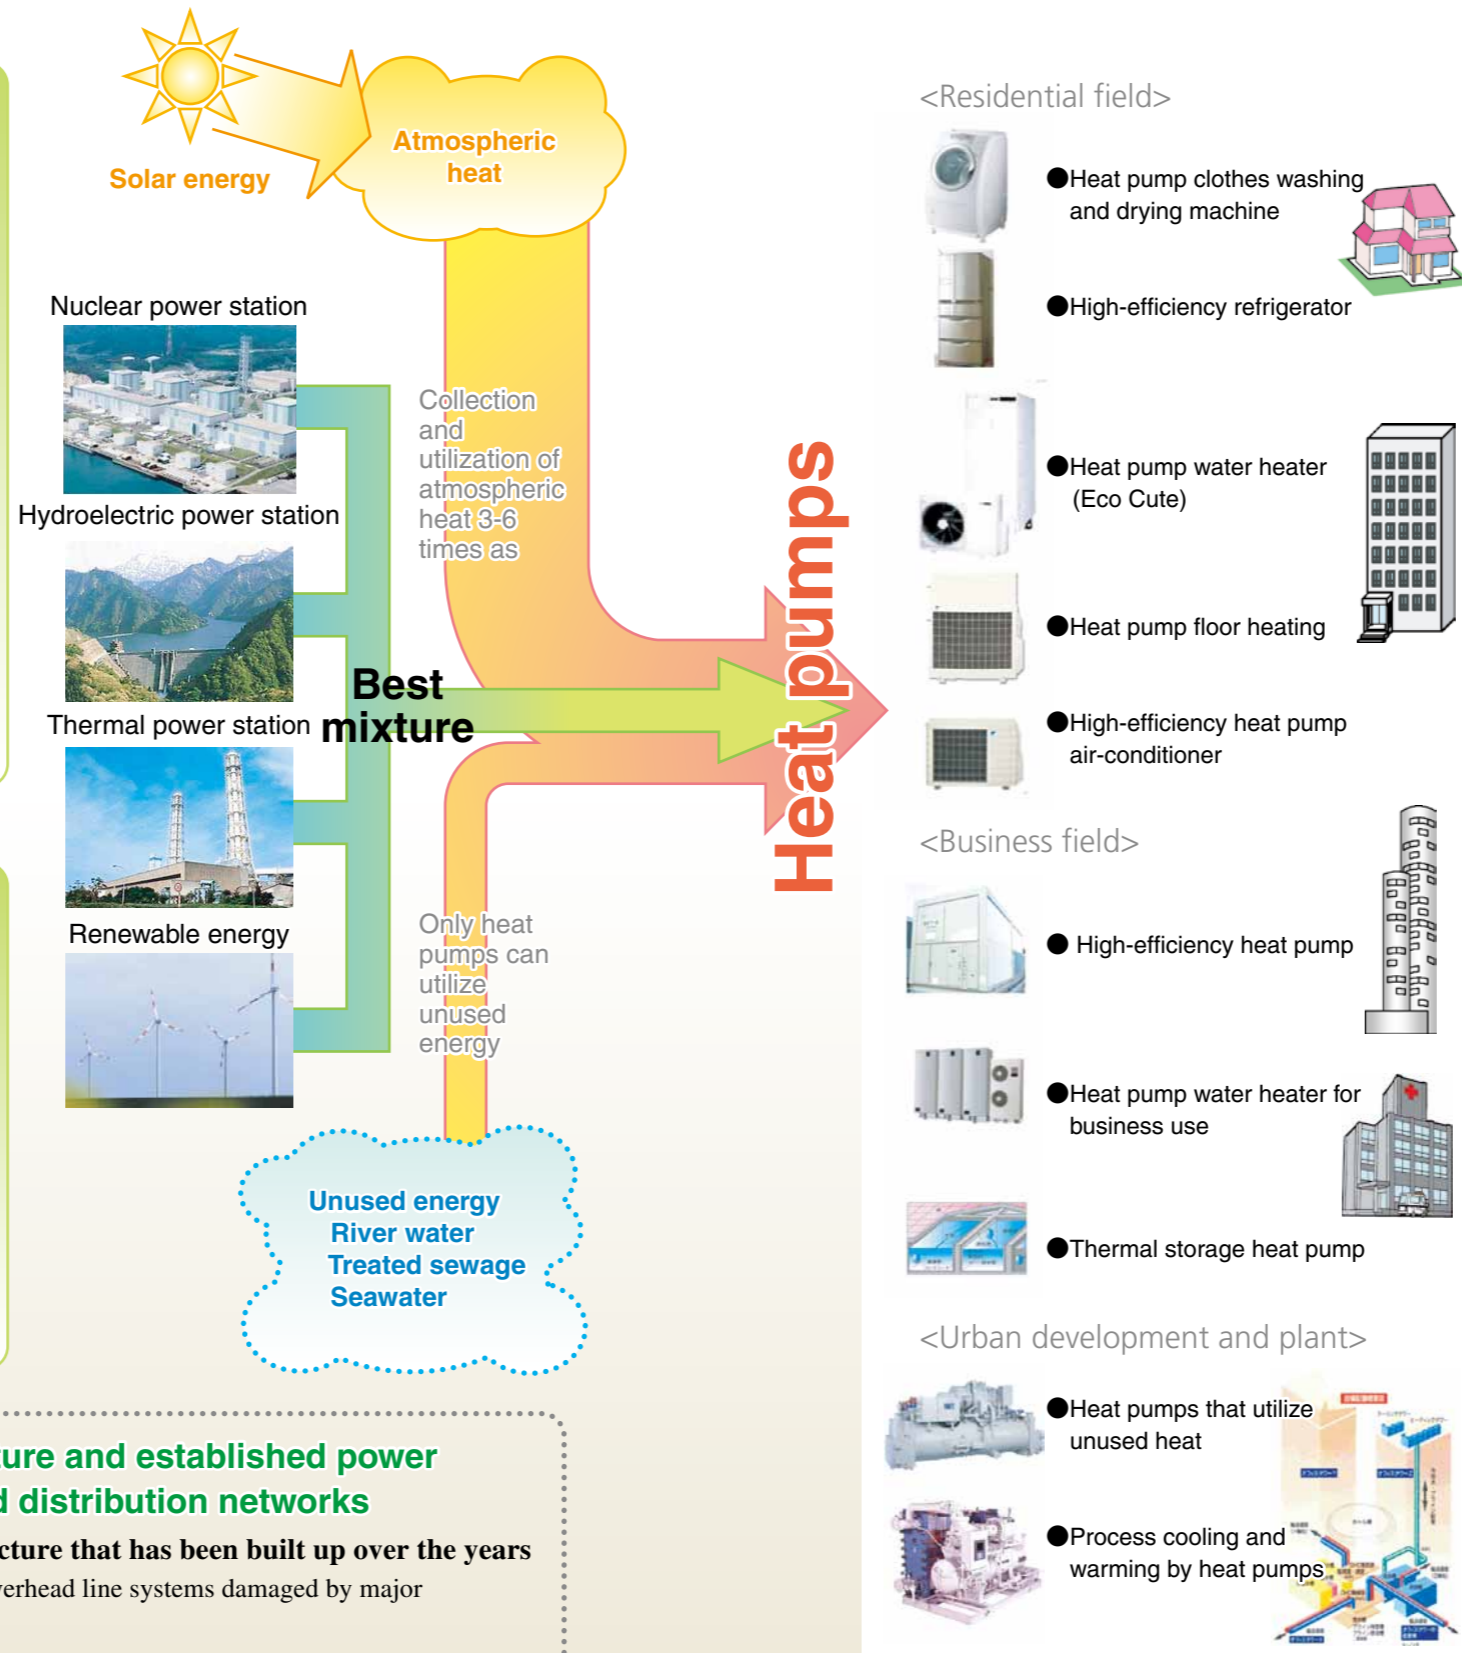 Solar energy
Atmospheric
heat
Nuclear power station
Hydroelectric power station
Thermal power station
Renewable energy
Collection
and
utilization of
atmospheric
heat 3-6
times as
Best
mixture
Only heat
pumps can
utilize
unused
energy
Unused energy
River water
Treated sewage
Seawater
Heat pumps
<Residential field>
●Heat pump clothes washing
and drying machine
●High-efficiency refrigerator
●Heat pump water heater
(Eco Cute)
●Heat pump floor heating
●High-efficiency heat pump
air-conditioner
<Business field>
● High-efficiency heat pump
●Heat pump water heater for
business use
●Thermal storage heat pump
<Urban development and plant>
●Heat pumps that utilize
unused heat
●Process cooling and
warming by heat pumps
ture and established power
d distribution networks
cture that has been built up over the years
verhead line systems damaged by major